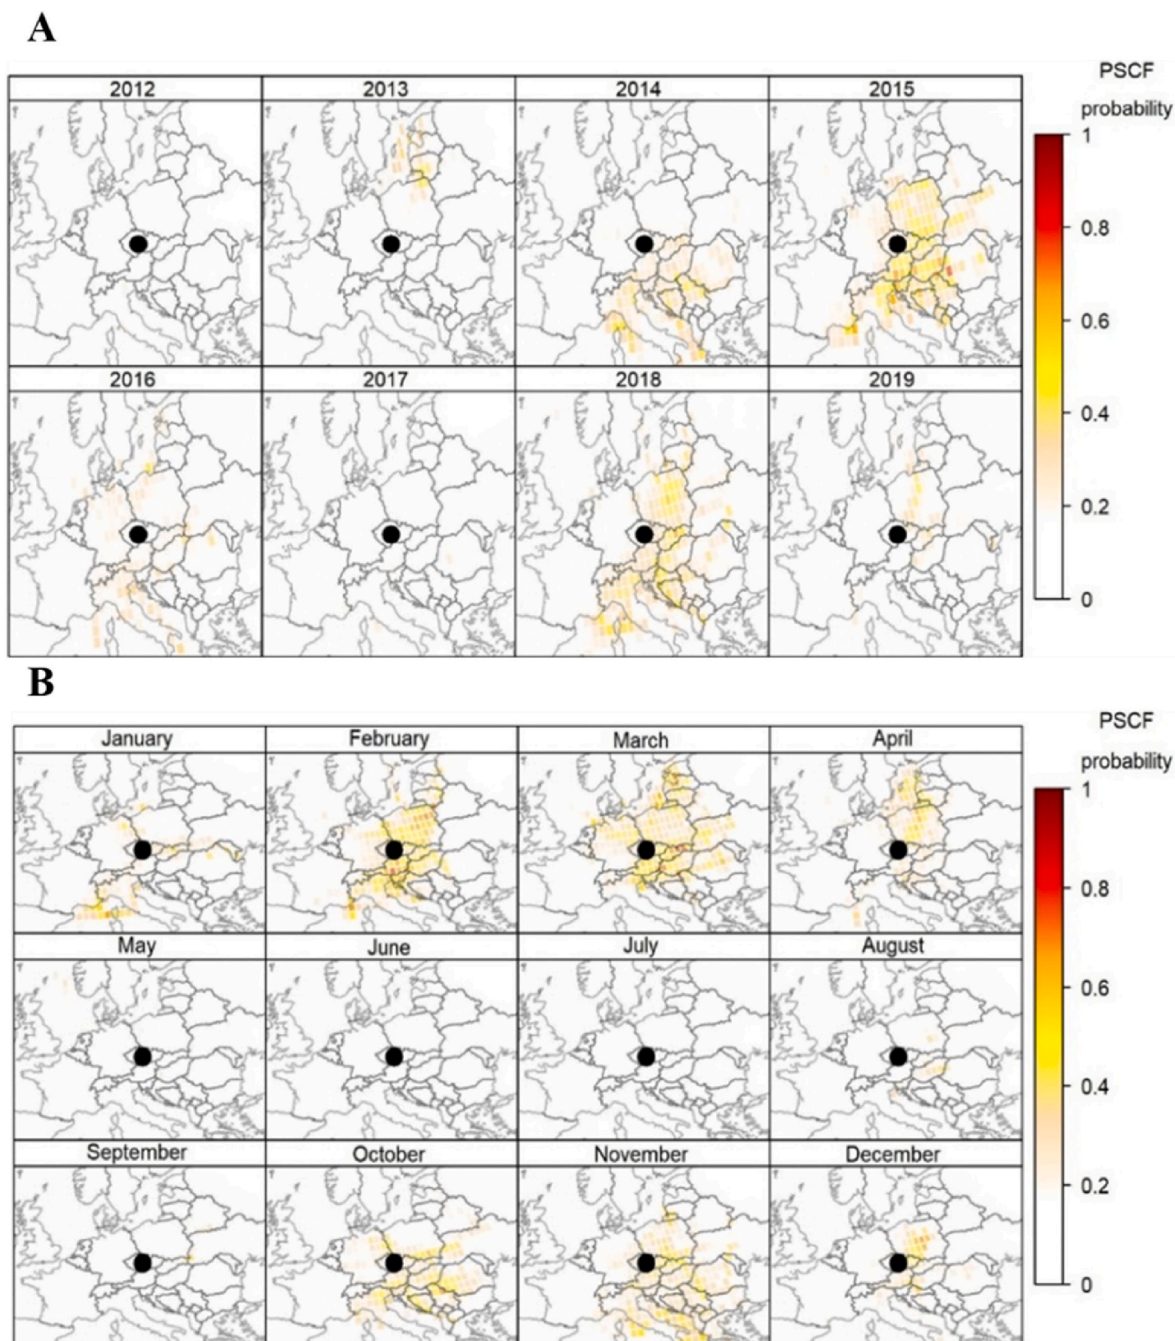 A
2012 2013 2014 2015
PSCF
probability
1
0.8
0.6
0.4
0.2
0
2016 2017 2018 2019
B
January February March April
PSCF
probability
1
0.8
0.6
0.4
0.2
0
May June July August
September October November December